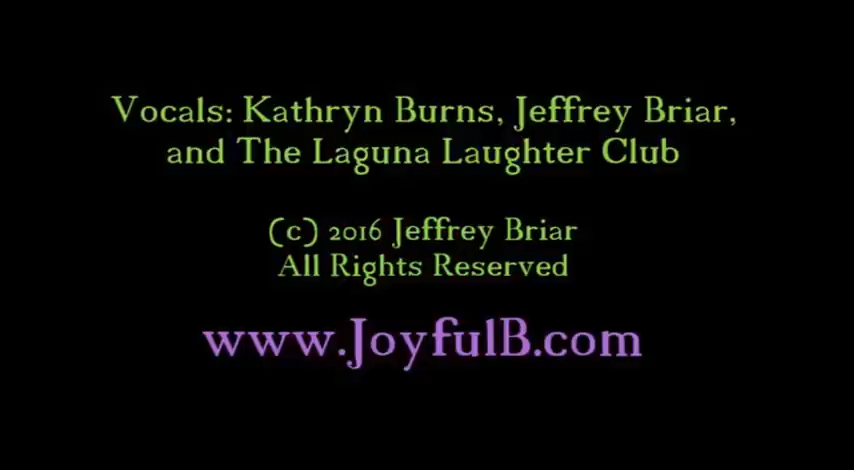 Vocals: Kathryn Burns, Jeffrey Briar,
and The Laguna Laughter Club
(c) 2016 Jeffrey Briar
All Rights Reserved
www.JoyfulB.com